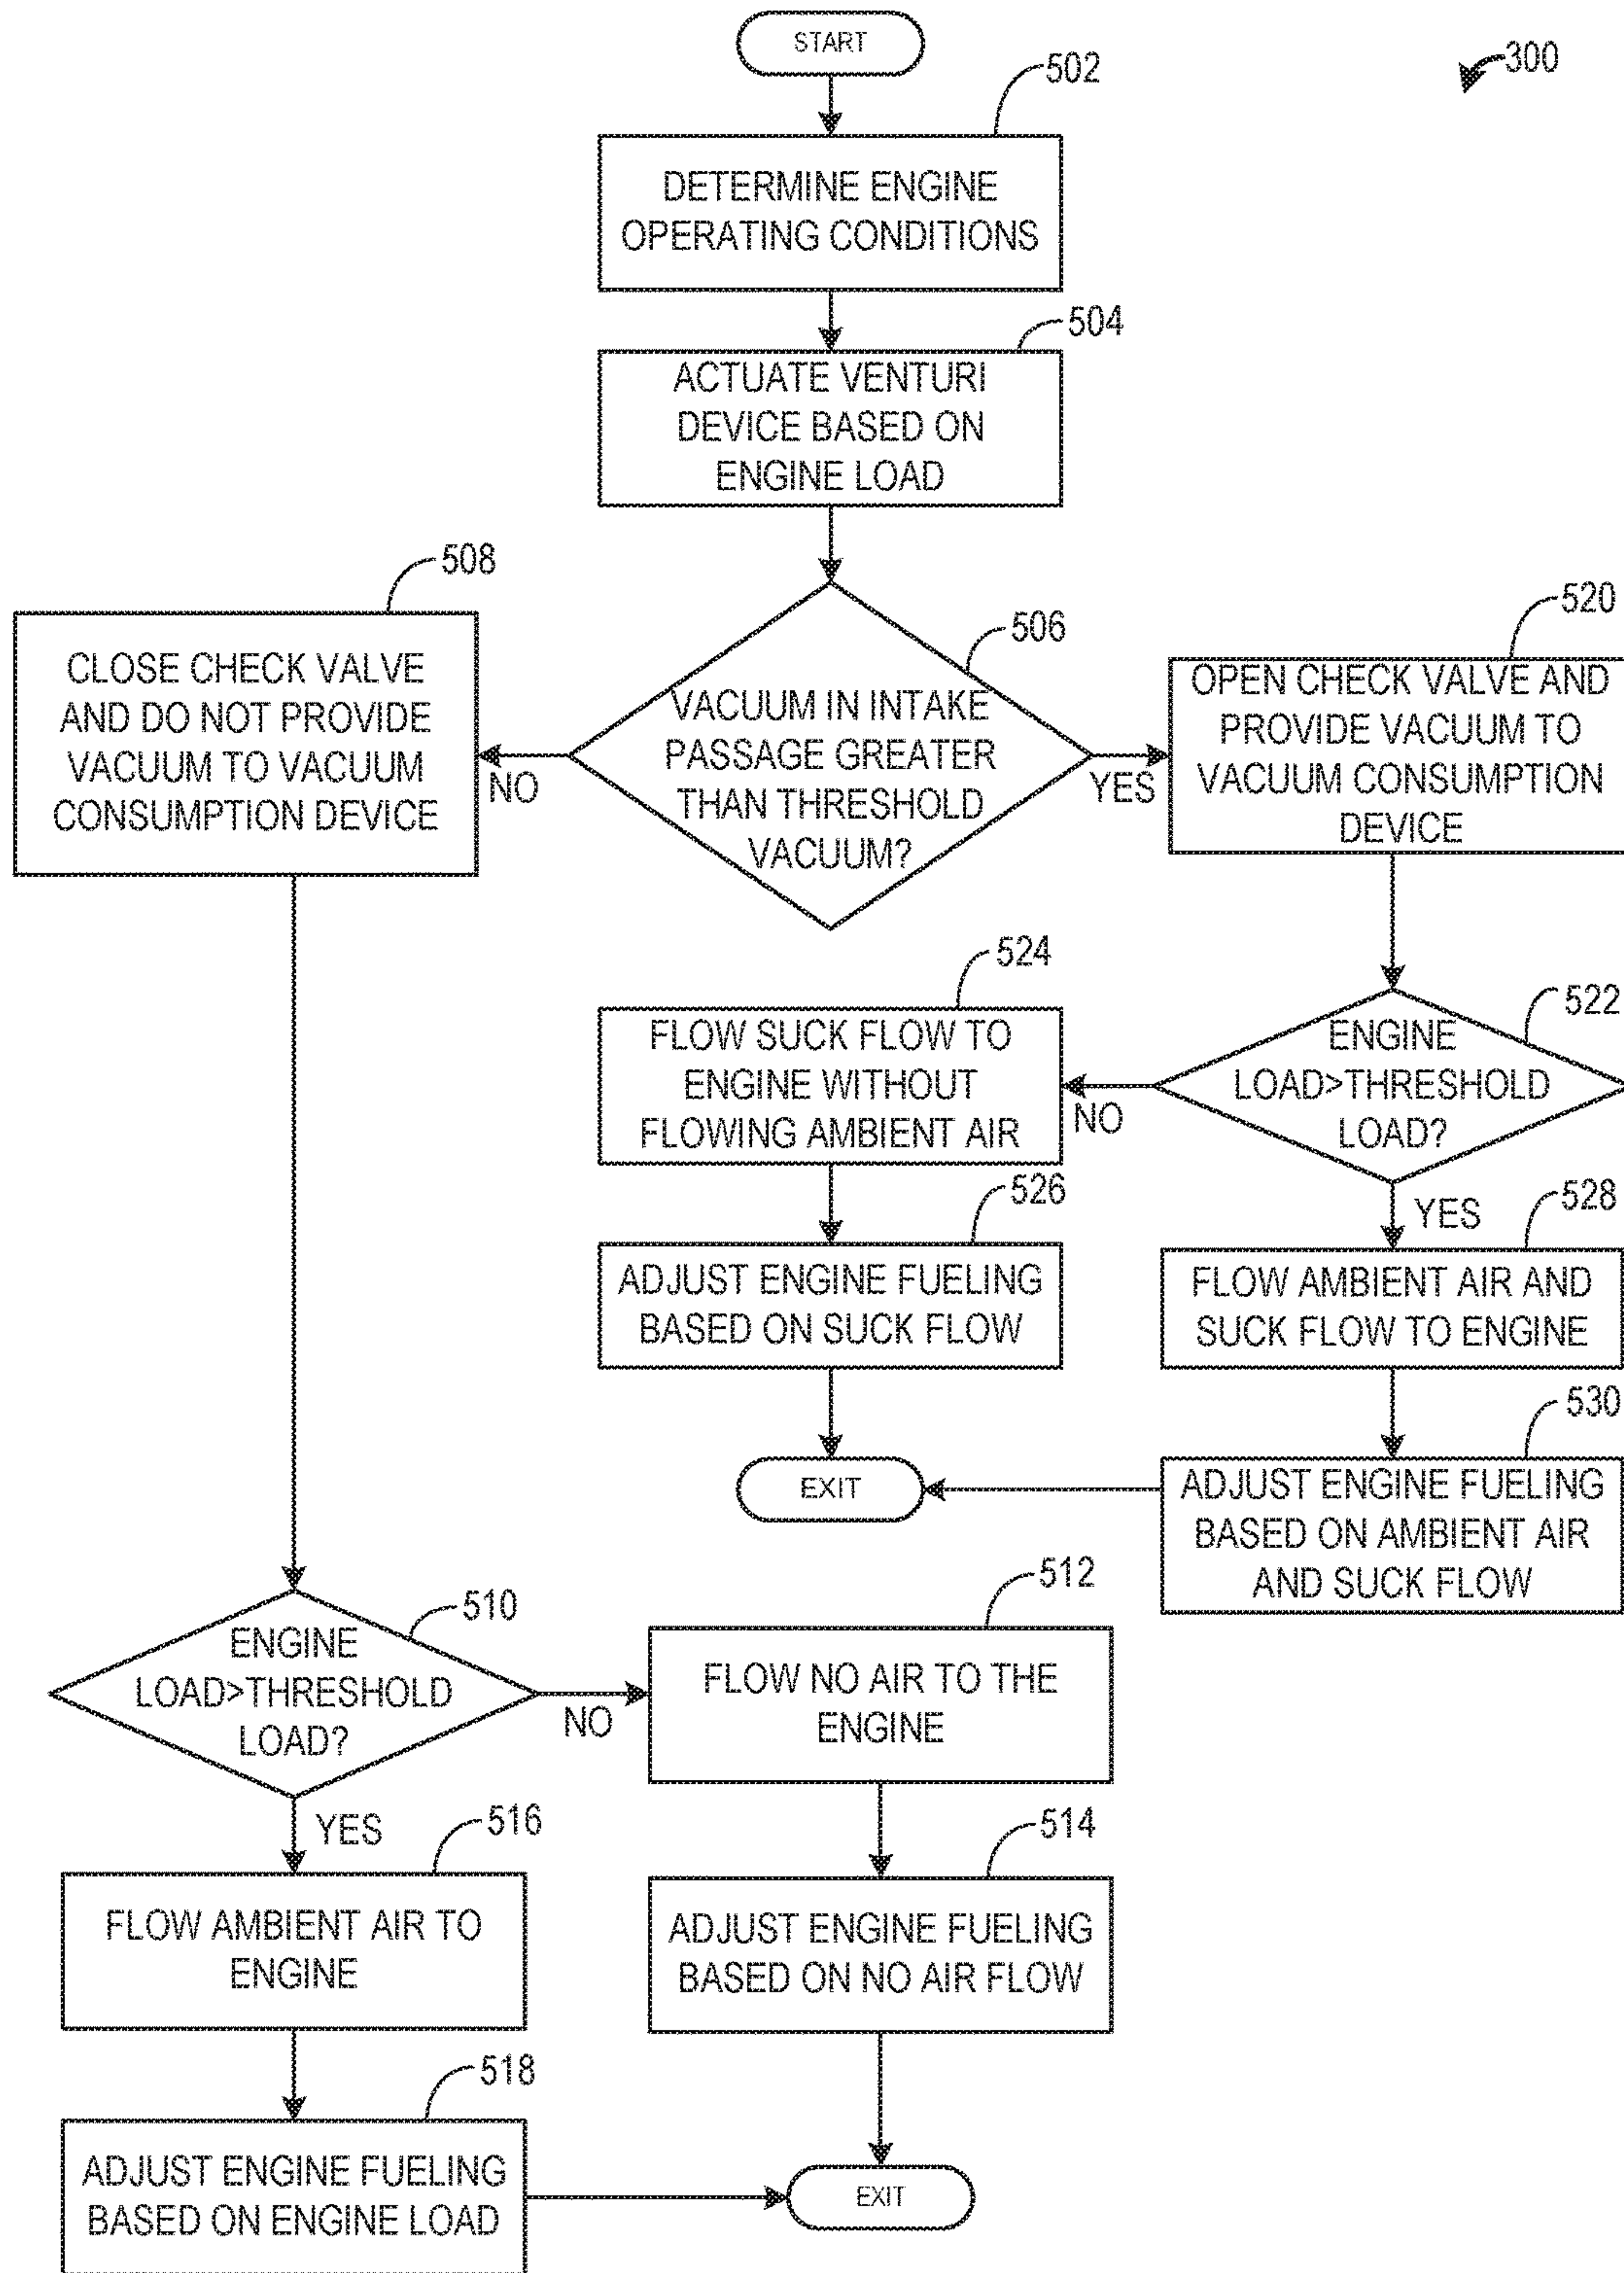 START
300
502
DETERMINE ENGINE
OPERATING CONDITIONS
504
ACTUATE VENTURI
DEVICE BASED ON
ENGINE LOAD
508
CLOSE CHECK VALVE
AND DO NOT PROVIDE
VACUUM TO VACUUM
CONSUMPTION DEVICE
NO
506
VACUUM IN INTAKE
PASSAGE GREATER
THAN THRESHOLD
VACUUM?
YES
520
OPEN CHECK VALVE AND
PROVIDE VACUUM TO
VACUUM CONSUMPTION
DEVICE
522
ENGINE
LOAD>THRESHOLD
LOAD?
NO
524
FLOW SUCK FLOW TO
ENGINE WITHOUT
FLOWING AMBIENT AIR
526
ADJUST ENGINE FUELING
BASED ON SUCK FLOW
YES
528
FLOW AMBIENT AIR AND
SUCK FLOW TO ENGINE
530
ADJUST ENGINE FUELING
BASED ON AMBIENT AIR
AND SUCK FLOW
EXIT
510
ENGINE
LOAD>THRESHOLD
LOAD?
NO
512
FLOW NO AIR TO THE
ENGINE
514
ADJUST ENGINE FUELING
BASED ON NO AIR FLOW
YES
516
FLOW AMBIENT AIR TO
ENGINE
518
ADJUST ENGINE FUELING
BASED ON ENGINE LOAD
EXIT